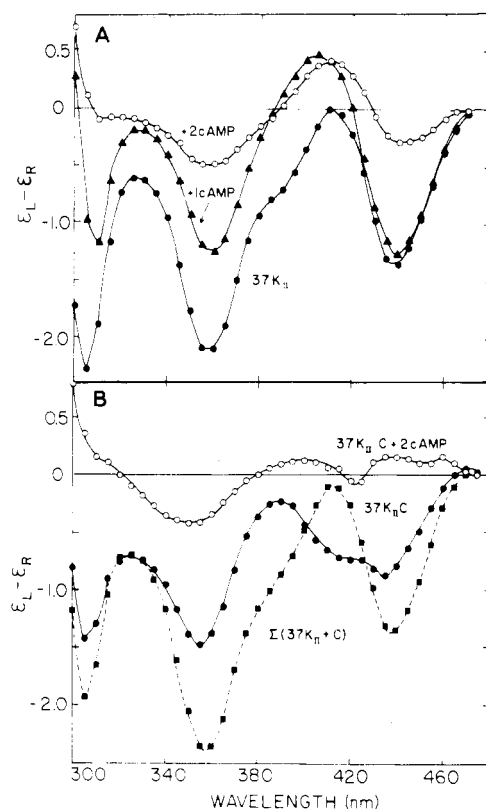 A
0.5
0
-1.0
-2.0
ε_L - ε_R
+2cAMP
+1cAMP
37K_II
B
0.5
0
-1.0
-2.0
ε_L - ε_R
37K_II C + 2cAMP
37K_II C
Σ(37K_II + C)
300 340 380 420 460
WAVELENGTH (nm)